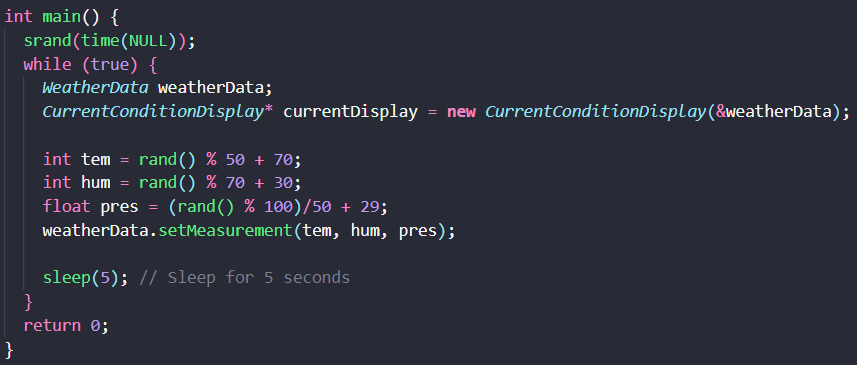 int main() {
srand(time(NULL));
while (true) {
WeatherData weatherData;
CurrentConditionDisplay* currentDisplay = new CurrentConditionDisplay(&weatherData);
int tem = rand() % 50 + 70;
int hum = rand() % 70 + 30;
float pres = (rand() % 100)/50 + 29;
weatherData.setMeasurement(tem, hum, pres);
sleep(5); // Sleep for 5 seconds
}
return 0;
}